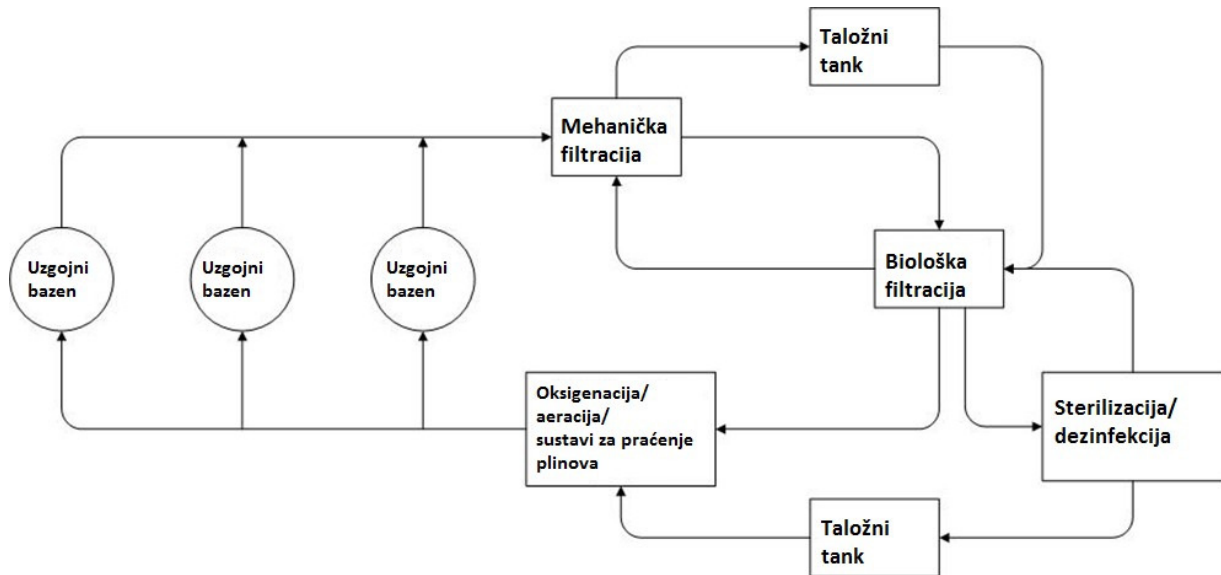 Taložni
tank
Mehanička
filtracija
Uzgojni
bazen
Uzgojni
bazen
Uzgojni
bazen
Biološka
filtracija
Oksigenacija/
aeracija/
sustavi za praćenje
plinova
Sterilizacija/
dezinfekcija
Taložni
tank